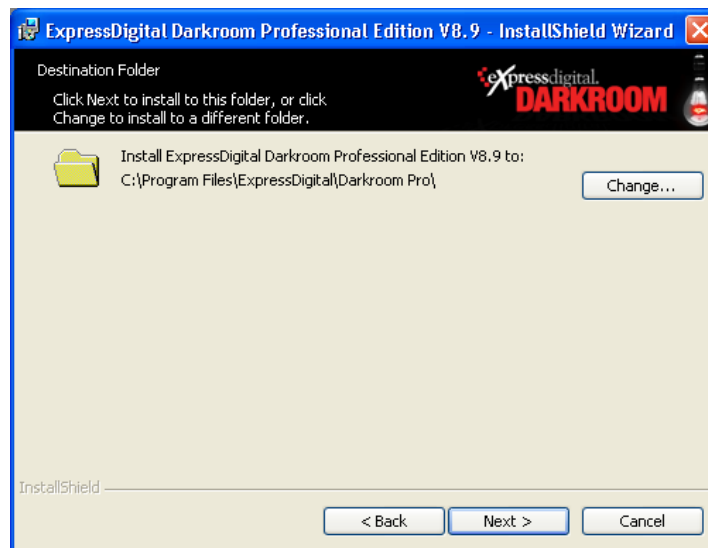 ExpressDigital Darkroom Professional Edition V8.9 - InstallShield Wizard
Destination Folder
Click Next to install to this folder, or click
Change to install to a different folder.
eXpressdigital.
DARKROOM
Install ExpressDigital Darkroom Professional Edition V8.9 to:
C:\Program Files\ExpressDigital\Darkroom Pro\
Change...
InstallShield
< Back
Next >
Cancel